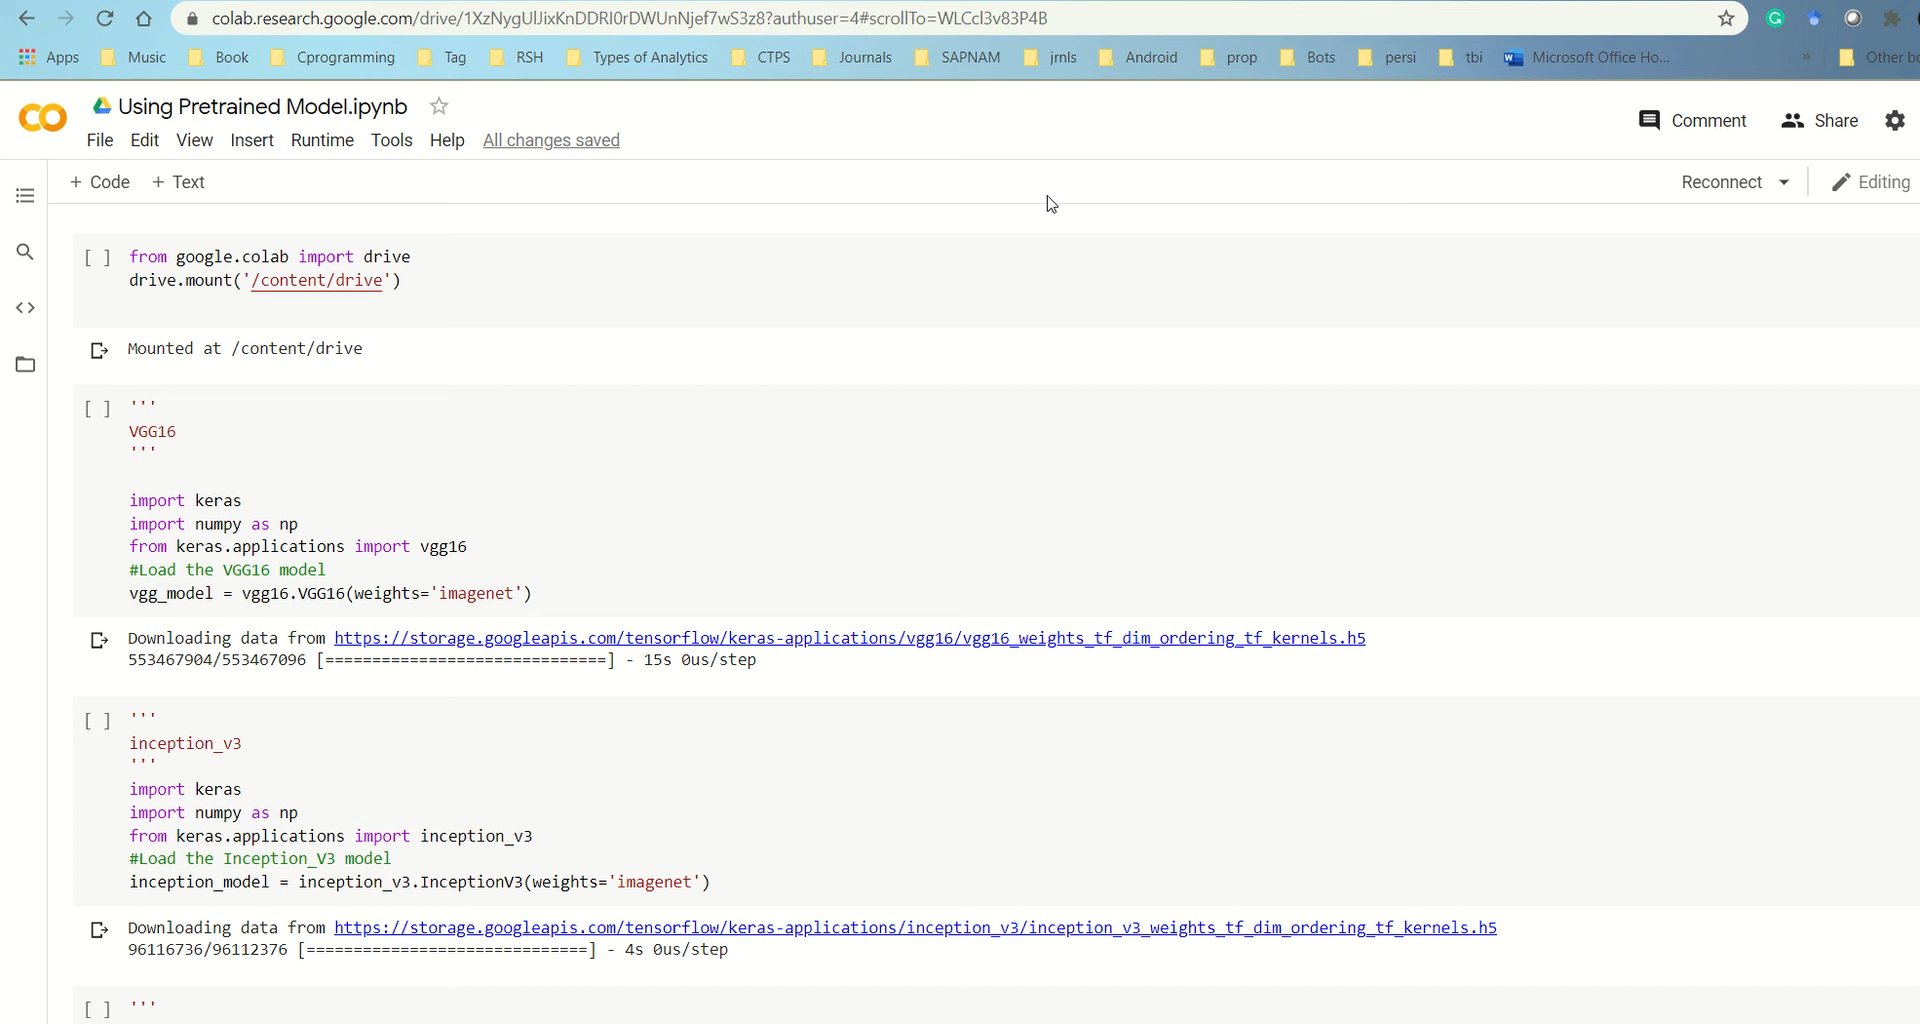 colab.research.google.com/drive/1XzNygUlJixKnDDRI0rDWUnNjef7wS3z8?authuser=4#scrollTo=WLCcl3v83P4B
Apps Music Book Cprogramming Tag RSH Types of Analytics CTPS Journals SAPNAM jrnls Android prop Bots persi tbi Microsoft Office Ho... » Other bo
Using Pretrained Model.ipynb
Comment Share
File Edit View Insert Runtime Tools Help All changes saved
+ Code + Text Reconnect Editing
[ ] from google.colab import drive
drive.mount('/content/drive')
Mounted at /content/drive
[ ] '''
VGG16
'''
import keras
import numpy as np
from keras.applications import vgg16
#Load the VGG16 model
vgg_model = vgg16.VGG16(weights='imagenet')
Downloading data from https://storage.googleapis.com/tensorflow/keras-applications/vgg16/vgg16_weights_tf_dim_ordering_tf_kernels.h5
553467904/553467096 [==============================] - 15s 0us/step
[ ] '''
inception_v3
'''
import keras
import numpy as np
from keras.applications import inception_v3
#Load the Inception_V3 model
inception_model = inception_v3.InceptionV3(weights='imagenet')
Downloading data from https://storage.googleapis.com/tensorflow/keras-applications/inception_v3/inception_v3_weights_tf_dim_ordering_tf_kernels.h5
96116736/96112376 [==============================] - 4s 0us/step
[ ] '''